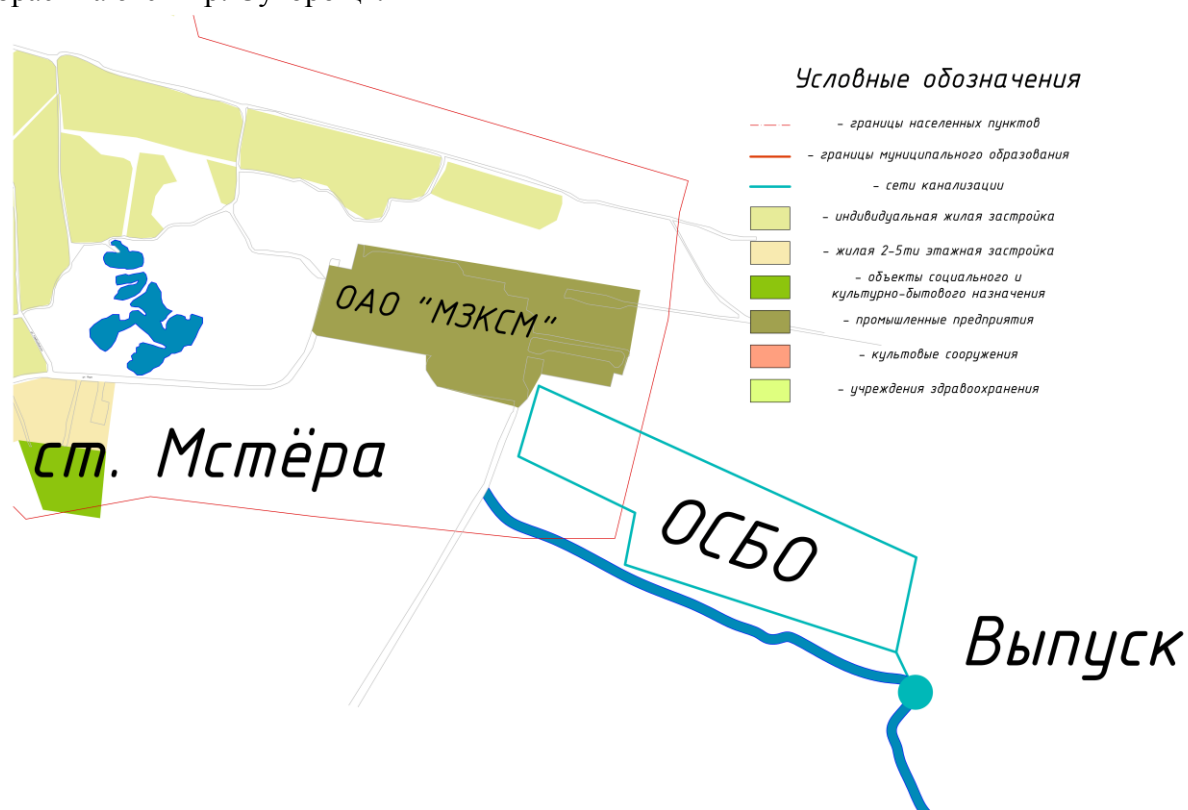 Условные обозначения
- границы населенных пунктов
- границы муниципального образования
- сети канализации
- индивидуальная жилая застройка
- жилая 2-5ти этажная застройка
- объекты социального и
культурно-бытового назначения
- промышленные предприятия
- культовые сооружения
- учреждения здравоохранения
ОАО "МЗКСМ"
ст. Мстёра
ОСБО
Выпуск